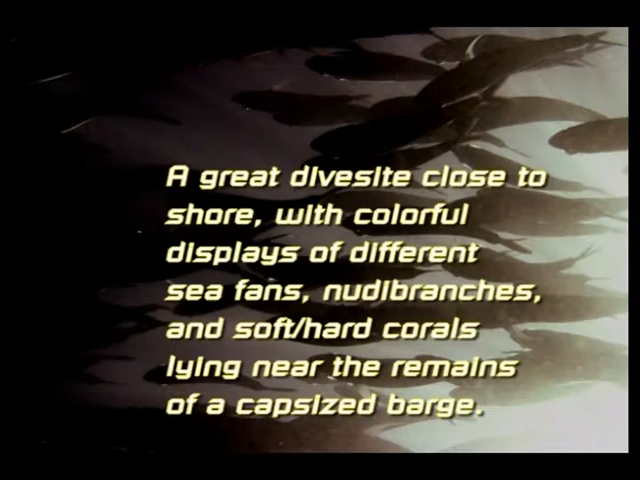 A great divesite close to
shore, with colorful
displays of different
sea fans, nudibranches,
and soft/hard corals
lying near the remains
of a capsized barge.